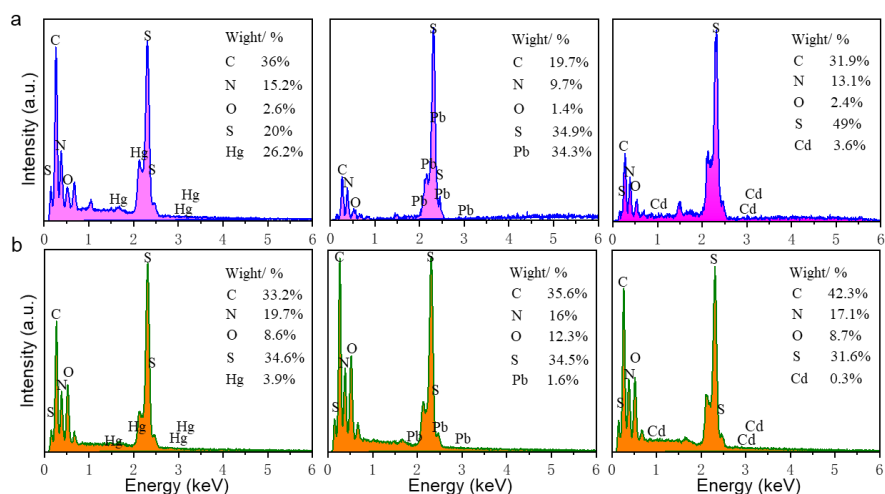 a
Intensity (a.u.)
S
C
N
O
S
Hg
S
Hg
Hg
Hg
Wight/ %
C 36%
N 15.2%
O 2.6%
S 20%
Hg 26.2%
0 1 2 3 4 5 6
S
Pb
Pb
S
Pb
Pb
Pb
C
N
O
Wight/ %
C 19.7%
N 9.7%
O 1.4%
S 34.9%
Pb 34.3%
0 1 2 3 4 5 6
S
C
N
O
S
Cd
Cd
Cd
Wight/ %
C 31.9%
N 13.1%
O 2.4%
S 49%
Cd 3.6%
0 1 2 3 4 5 6
b
Intensity (a.u.)
S
C
O
N
S
S
Hg
Hg
Hg
Hg
Wight/ %
C 33.2%
N 19.7%
O 8.6%
S 34.6%
Hg 3.9%
0 1 2 3 4 5 6
Energy (keV)
C
S
O
N
S
S
Pb
Pb
Pb
Wight/ %
C 35.6%
N 16%
O 12.3%
S 34.5%
Pb 1.6%
0 1 2 3 4 5 6
Energy (keV)
S
C
O
N
S
S
Cd
Cd
Cd
Wight/ %
C 42.3%
N 17.1%
O 8.7%
S 31.6%
Cd 0.3%
0 1 2 3 4 5 6
Energy (keV)